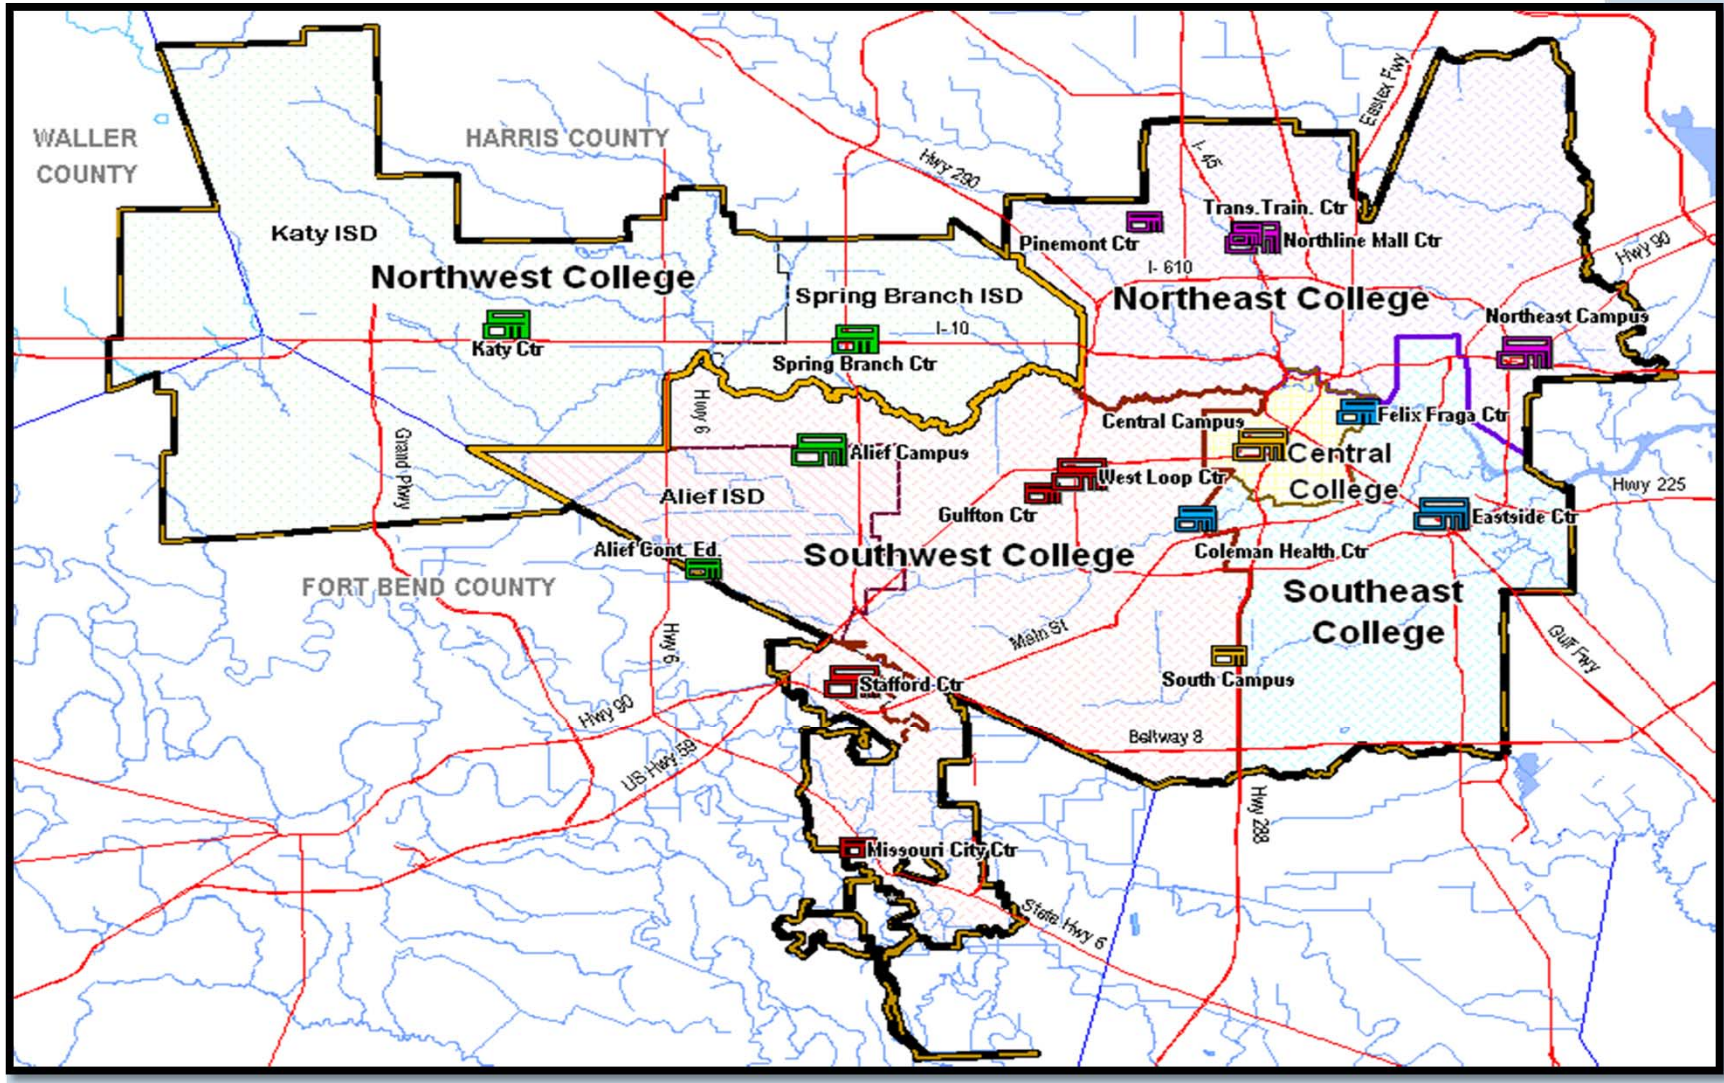 WALLER
COUNTY
HARRIS COUNTY
Hwy 290
I- 45
Eastex Fwy
Katy ISD
Trans. Train. Ctr
Pinemont Ctr
Northline Mall Ctr
Hwy 90
Northwest College
I- 610
Spring Branch ISD
Northeast College
I- 10
Northeast Campus
Katy Ctr
Spring Branch Ctr
Hwy 6
Central Campus
Felix Fraga Ctr
Grand Pkwy
Alief Campus
Central
College
West Loop Ctr
Alief ISD
Hwy 225
Gulfton Ctr
Eastside Ctr
Alief Cont. Ed.
Southwest College
Coleman Health Ctr
FORT BEND COUNTY
Southeast
College
Hwy 6
Main St
Gulf Fwy
Stafford Ctr
South Campus
Hwy 90
US Hwy 59
Beltway 8
Hwy 288
Missouri City Ctr
State Hwy 6